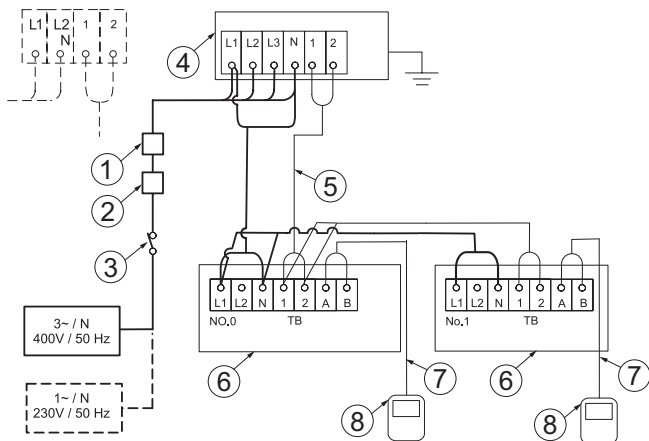 L1 L2 1 2
N
L1 L2 L3 N 1 2
4
1
2
3
5
L1 L2 N 1 2 A B
NO.0 TB
L1 L2 N 1 2 A B
No.1 TB
3~ / N
400V / 50 Hz
1~ / N
230V / 50 Hz
6
7
8
6
7
8